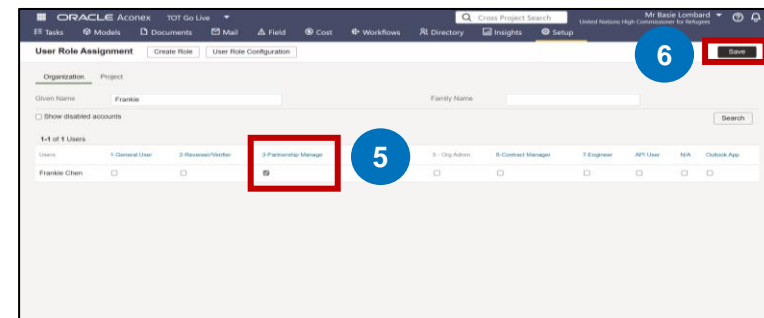 ORACLE Aconex TOT Go Live Cross Project Search Mr Basie Lombard
United Nations High Commissioner for Refugees
Tasks Models Documents Mail Field Cost Workflows Directory Insights Setup
User Role Assignment Create Role User Role Configuration Save
6
Organization Project
Given Name Frankie Family Name
Show disabled accounts Search
1-1 of 1 Users
Users 1-General User 2-Reviewer/Verifier 3-Partnership Manage 5 - Org Admin 6-Contract Manager 7-Engineer API User N/A Outlook App
5
Frankie Chen